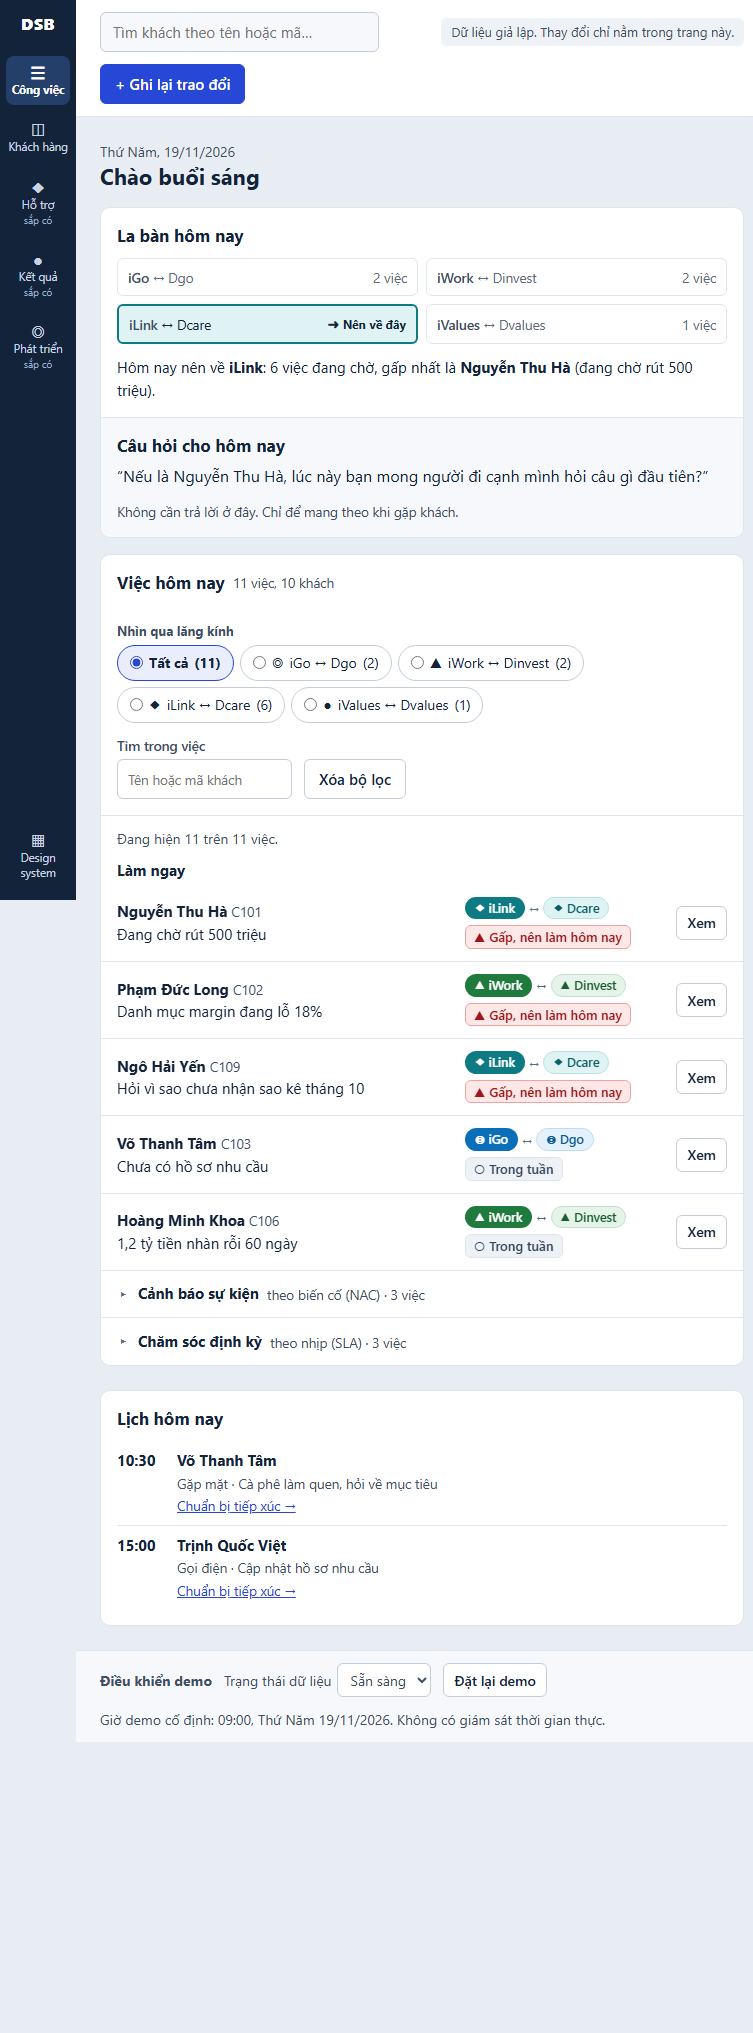 DSB
Công việc
Khách hàng
Hỗ trợ
sắp có
Kết quả
sắp có
Phát triển
sắp có
Design
system
Tìm khách theo tên hoặc mã...
Dữ liệu giả lập. Thay đổi chỉ nằm trong trang này.
+ Ghi lại trao đổi
Thứ Năm, 19/11/2026
Chào buổi sáng
La bàn hôm nay
iGo ↔ Dgo 2 việc
iWork ↔ Dinvest 2 việc
iLink ↔ Dcare ➜ Nên về đây
iValues ↔ Dvalues 1 việc
Hôm nay nên về iLink: 6 việc đang chờ, gấp nhất là Nguyễn Thu Hà (đang chờ rút 500
triệu).
Câu hỏi cho hôm nay
“Nếu là Nguyễn Thu Hà, lúc này bạn mong người đi cạnh mình hỏi câu gì đầu tiên?”
Không cần trả lời ở đây. Chỉ để mang theo khi gặp khách.
Việc hôm nay 11 việc, 10 khách
Nhìn qua lăng kính
Tất cả (11)
iGo ↔ Dgo (2)
▲ iWork ↔ Dinvest (2)
◆ iLink ↔ Dcare (6)
● iValues ↔ Dvalues (1)
Tìm trong việc
Tên hoặc mã khách
Xóa bộ lọc
Đang hiện 11 trên 11 việc.
Làm ngay
Nguyễn Thu Hà C101
Đang chờ rút 500 triệu
◆ iLink ↔ ◆ Dcare
▲ Gấp, nên làm hôm nay
Xem
Phạm Đức Long C102
Danh mục margin đang lỗ 18%
▲ iWork ↔ ▲ Dinvest
▲ Gấp, nên làm hôm nay
Xem
Ngô Hải Yến C109
Hỏi vì sao chưa nhận sao kê tháng 10
◆ iLink ↔ ◆ Dcare
▲ Gấp, nên làm hôm nay
Xem
Võ Thanh Tâm C103
Chưa có hồ sơ nhu cầu
iGo ↔ Dgo
○ Trong tuần
Xem
Hoàng Minh Khoa C106
1,2 tỷ tiền nhàn rỗi 60 ngày
▲ iWork ↔ ▲ Dinvest
○ Trong tuần
Xem
▸ Cảnh báo sự kiện theo biến cố (NAC) · 3 việc
▸ Chăm sóc định kỳ theo nhịp (SLA) · 3 việc
Lịch hôm nay
10:30 Võ Thanh Tâm
Gặp mặt · Cà phê làm quen, hỏi về mục tiêu
Chuẩn bị tiếp xúc →
15:00 Trịnh Quốc Việt
Gọi điện · Cập nhật hồ sơ nhu cầu
Chuẩn bị tiếp xúc →
Điều khiển demo Trạng thái dữ liệu Sẵn sàng Đặt lại demo
Giờ demo cố định: 09:00, Thứ Năm 19/11/2026. Không có giám sát thời gian thực.